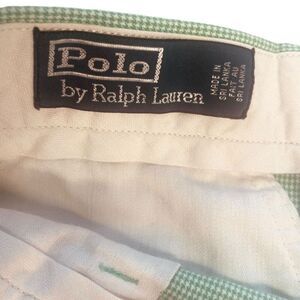 Polo
by Ralph Lauren
MADE IN
SRI LANKA
FAIT AU
SRI LANKA